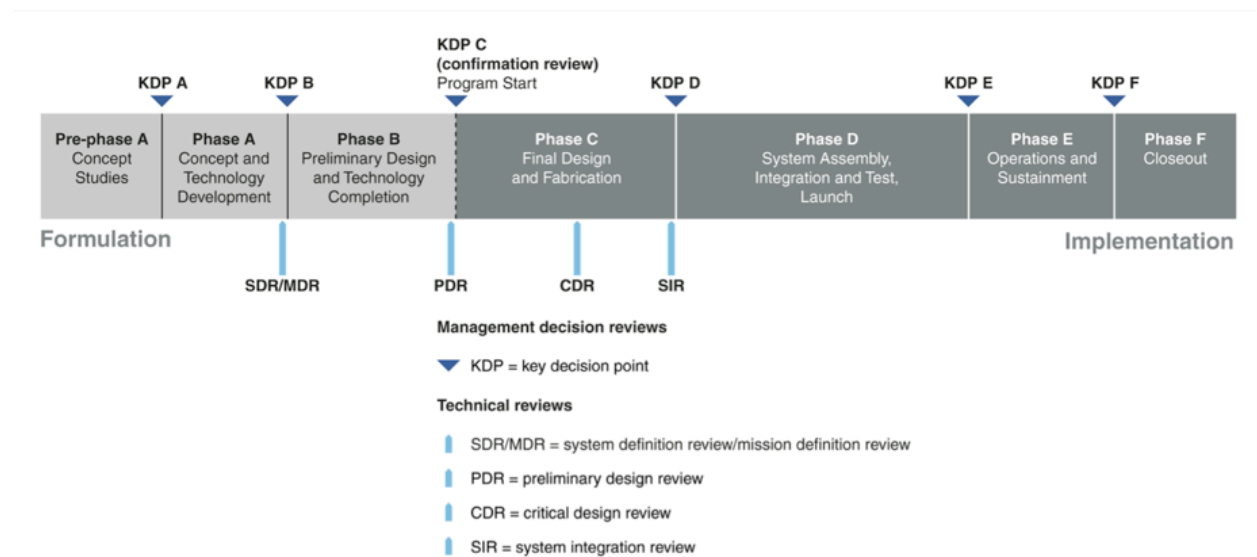 KDP C
(confirmation review)
KDP A
KDP B
Program Start
KDP D
KDP E
KDP F
Pre-phase A
Concept
Studies
Phase A
Concept and
Technology
Development
Phase B
Preliminary Design
and Technology
Completion
Phase C
Final Design
and Fabrication
Phase D
System Assembly,
Integration and Test,
Launch
Phase E
Operations and
Sustainment
Phase F
Closeout
Formulation
Implementation
SDR/MDR
PDR
CDR
SIR
Management decision reviews
KDP = key decision point
Technical reviews
SDR/MDR = system definition review/mission definition review
PDR = preliminary design review
CDR = critical design review
SIR = system integration review